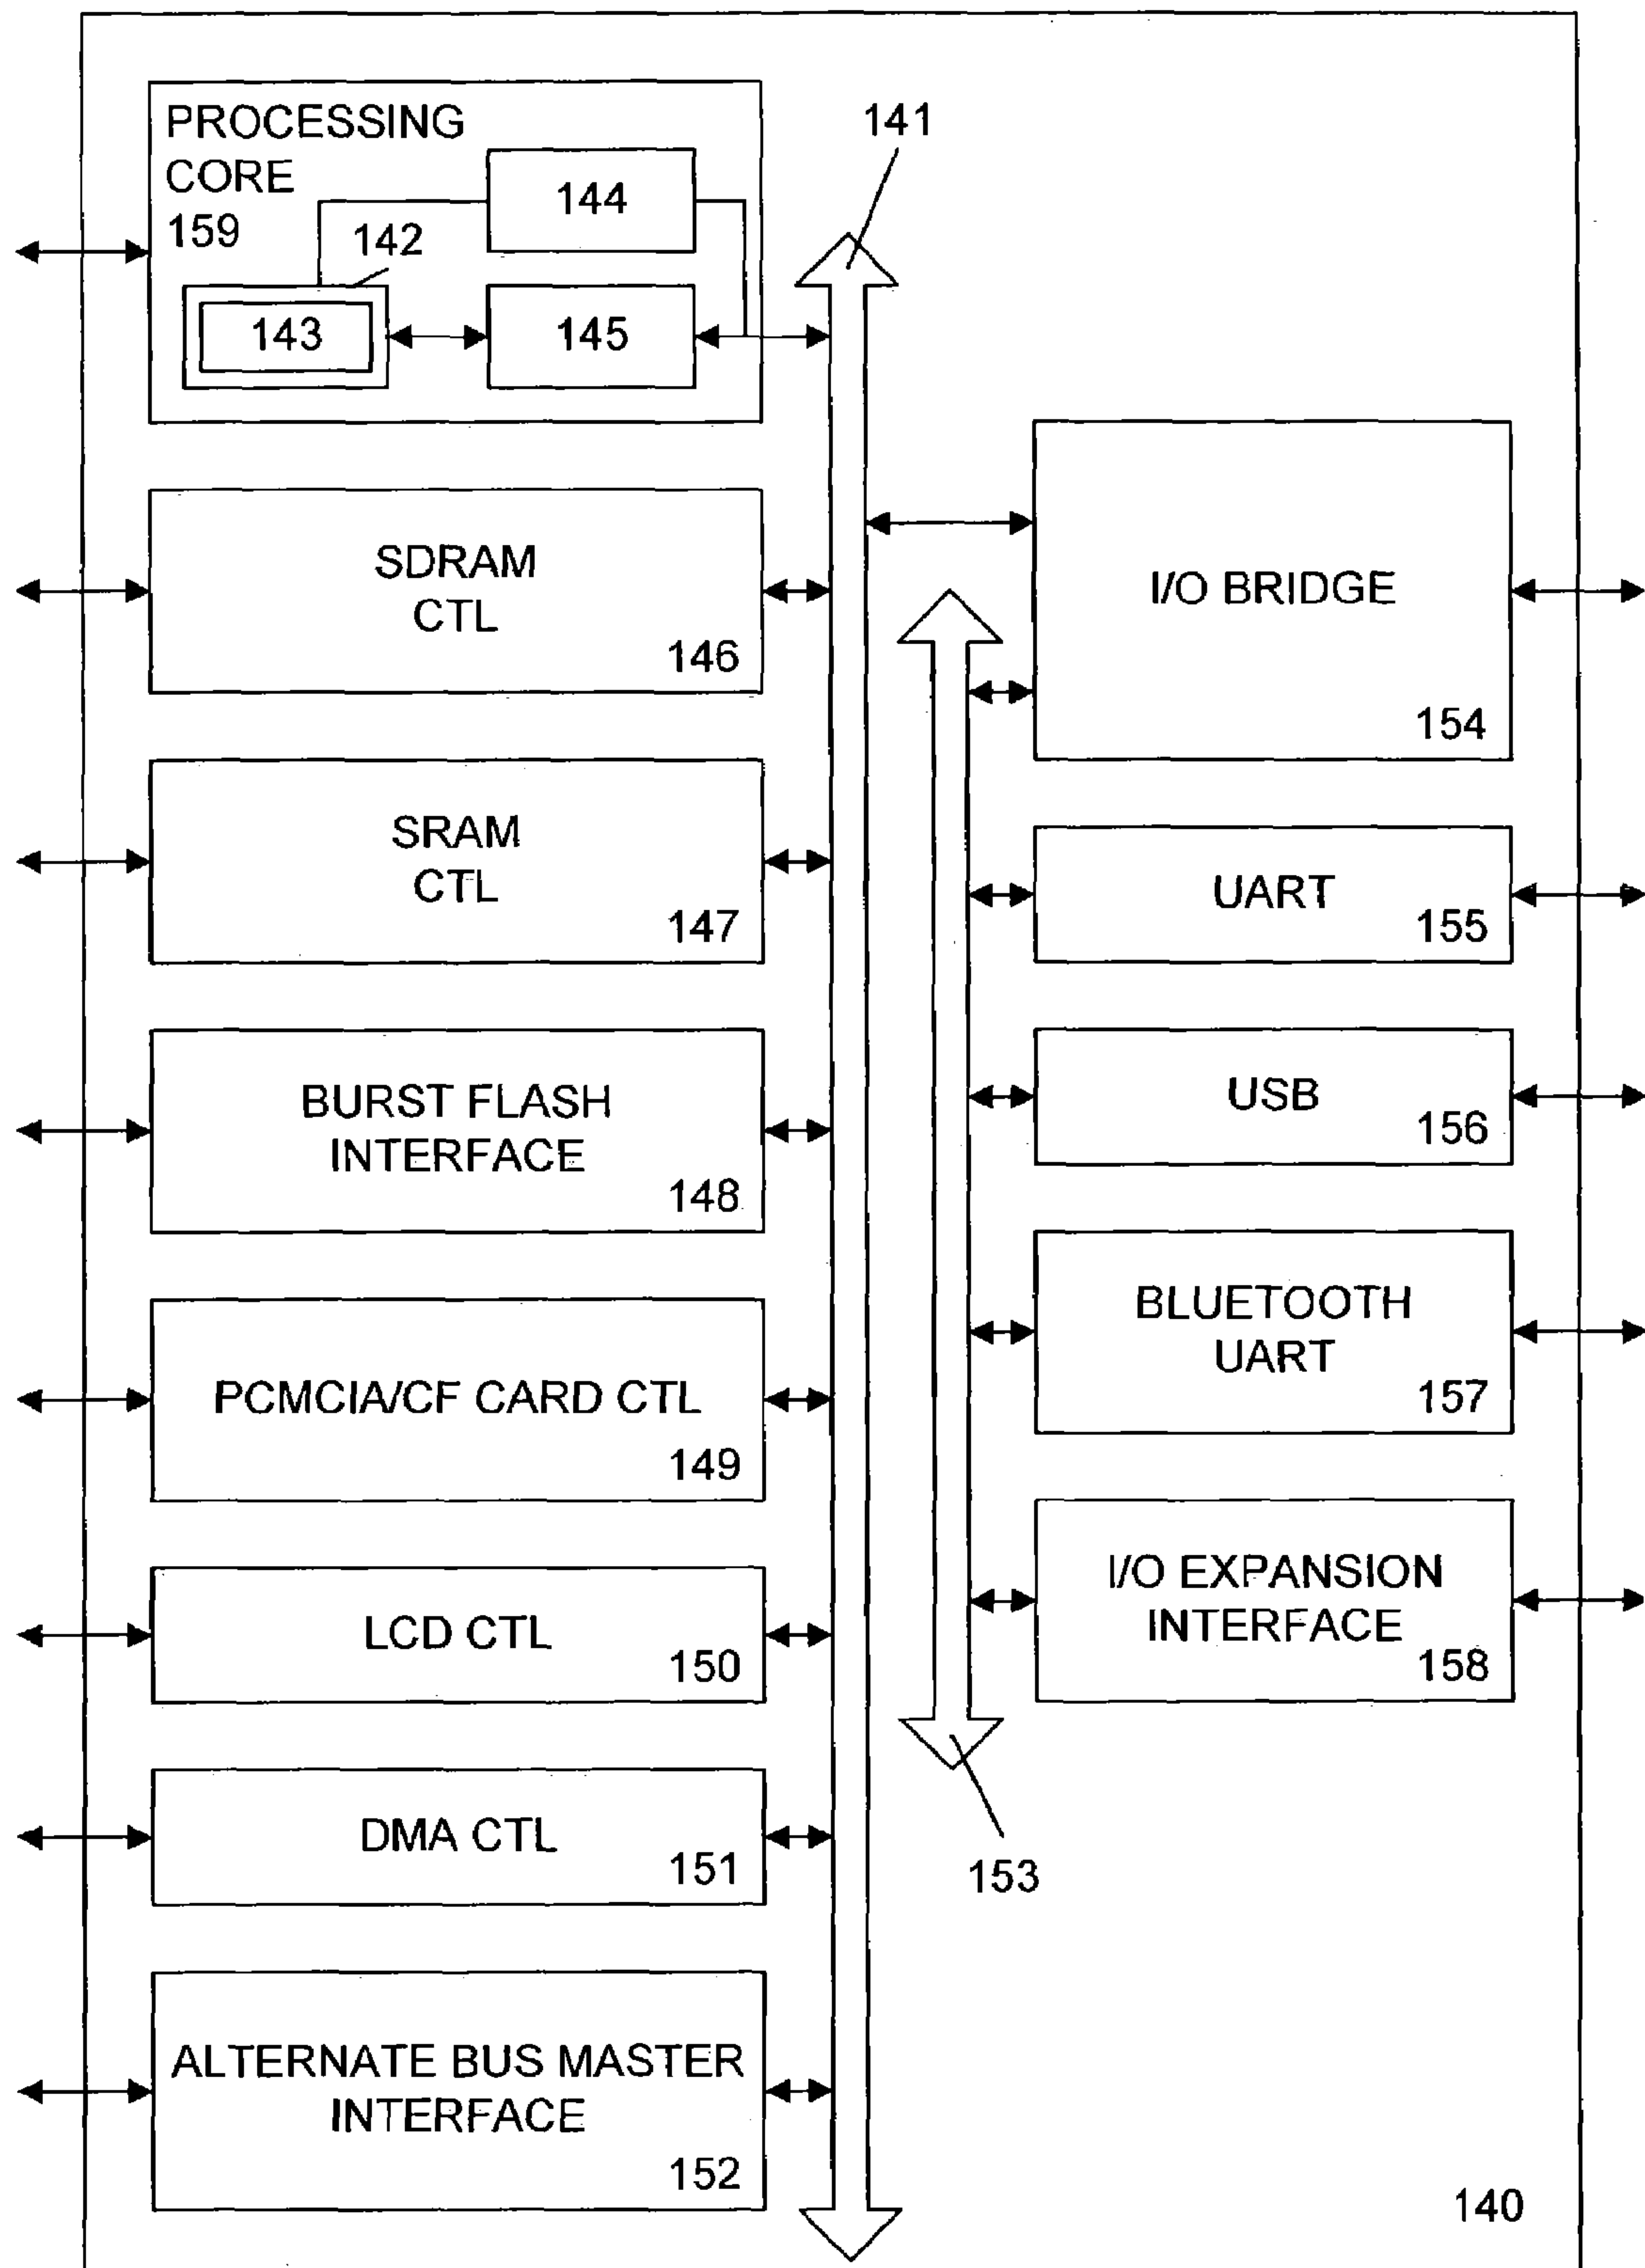 PROCESSING
CORE
159
141
144
142
143
145
SDRAM
CTL
146
I/O BRIDGE
154
SRAM
CTL
147
UART
155
BURST FLASH
INTERFACE
148
USB
156
PCMCIA/CF CARD CTL
149
BLUETOOTH
UART
157
LCD CTL
150
I/O EXPANSION
INTERFACE
158
DMA CTL
151
153
ALTERNATE BUS MASTER
INTERFACE
152
140